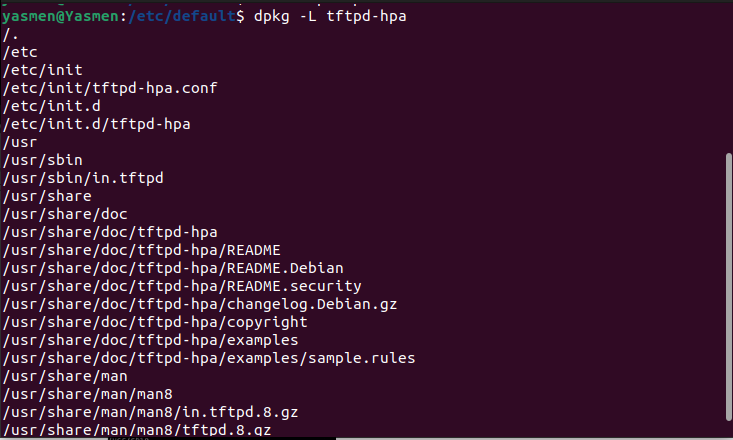 yasmen@Yasmen:/etc/default$ dpkg -L tftpd-hpa
/.
/etc
/etc/init
/etc/init/tftpd-hpa.conf
/etc/init.d
/etc/init.d/tftpd-hpa
/usr
/usr/sbin
/usr/sbin/in.tftpd
/usr/share
/usr/share/doc
/usr/share/doc/tftpd-hpa
/usr/share/doc/tftpd-hpa/README
/usr/share/doc/tftpd-hpa/README.Debian
/usr/share/doc/tftpd-hpa/README.security
/usr/share/doc/tftpd-hpa/changelog.Debian.gz
/usr/share/doc/tftpd-hpa/copyright
/usr/share/doc/tftpd-hpa/examples
/usr/share/doc/tftpd-hpa/examples/sample.rules
/usr/share/man
/usr/share/man/man8
/usr/share/man/man8/in.tftpd.8.gz
/usr/share/man/man8/tftpd.8.gz